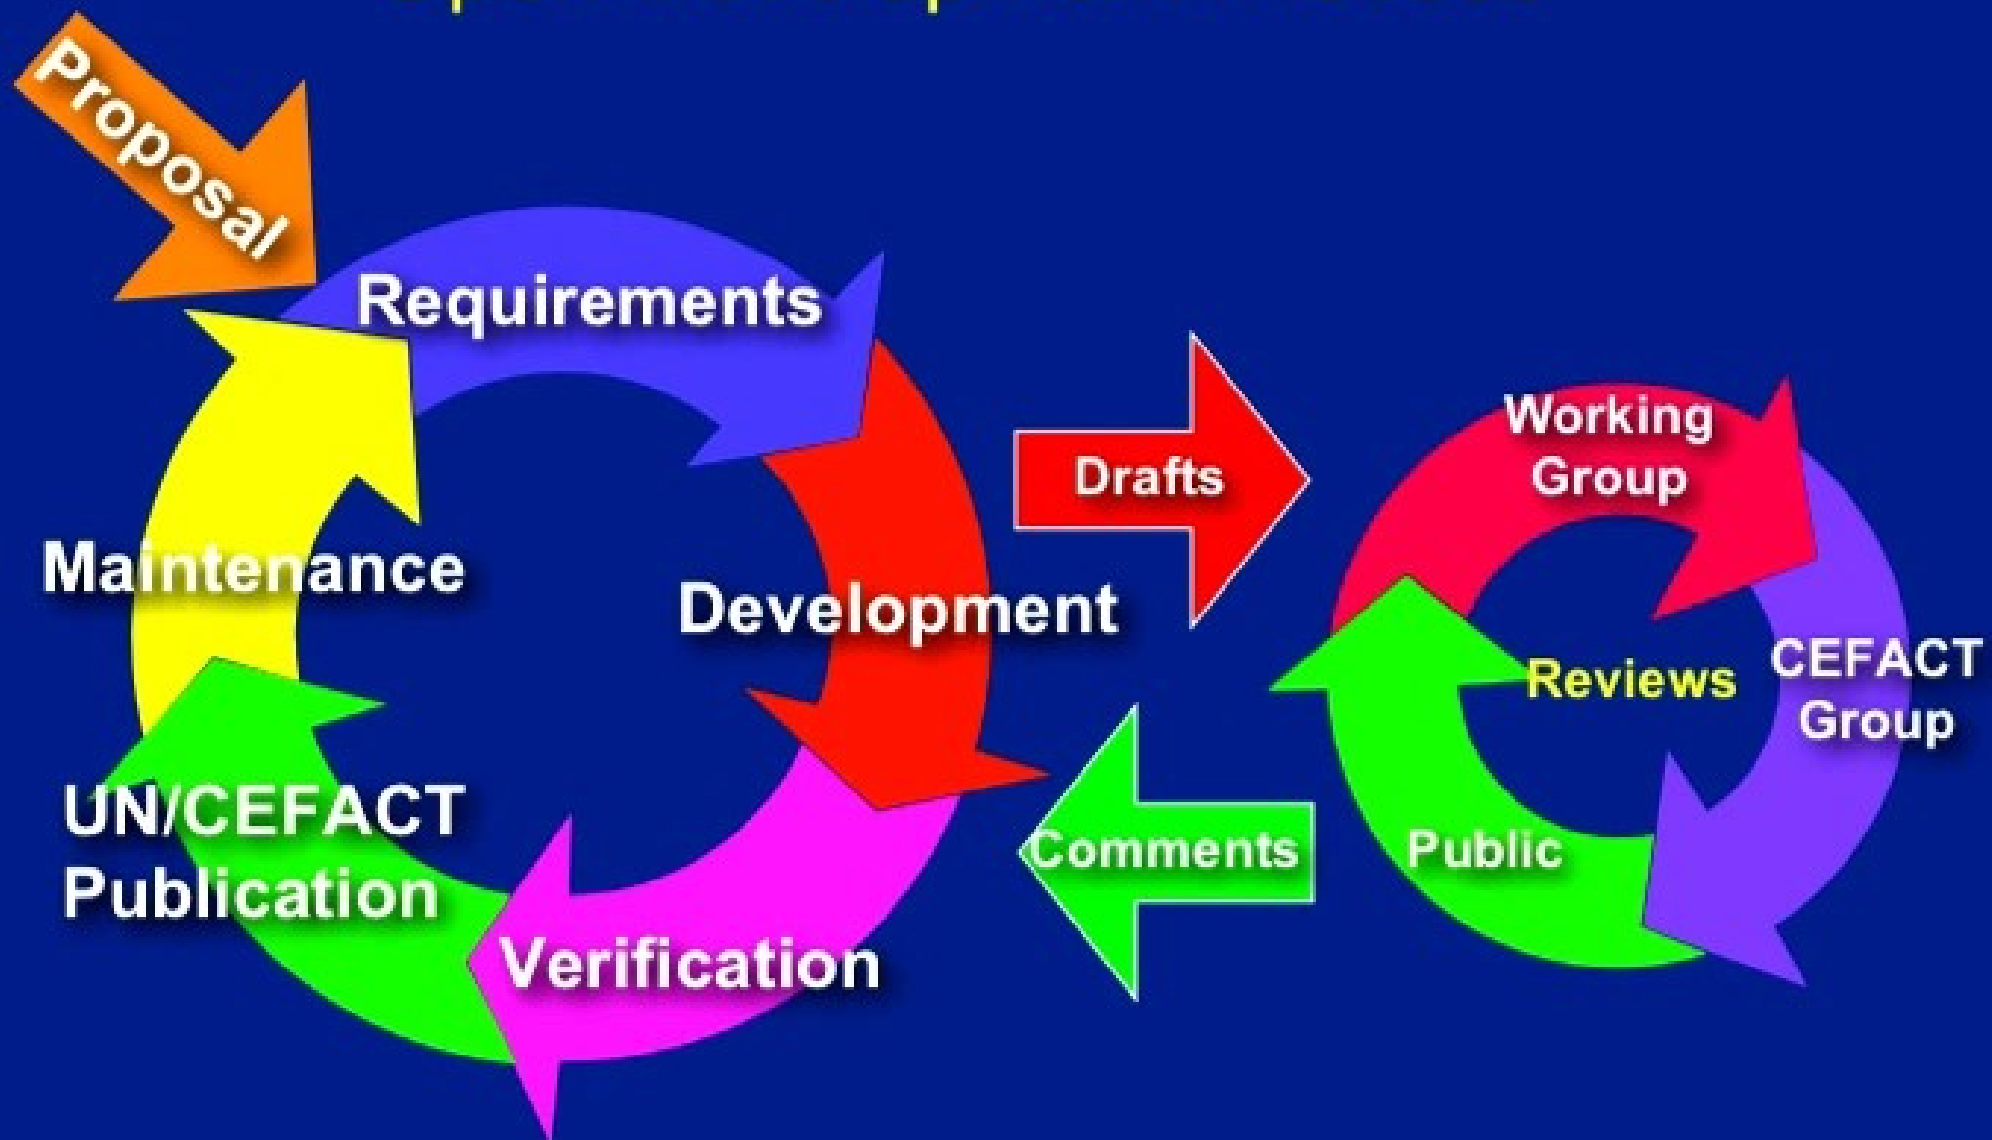 Proposal
Requirements
Working
Group
Drafts
Maintenance
Development
Reviews
CEFACT
Group
UN/CEFACT
Publication
Comments
Public
Verification